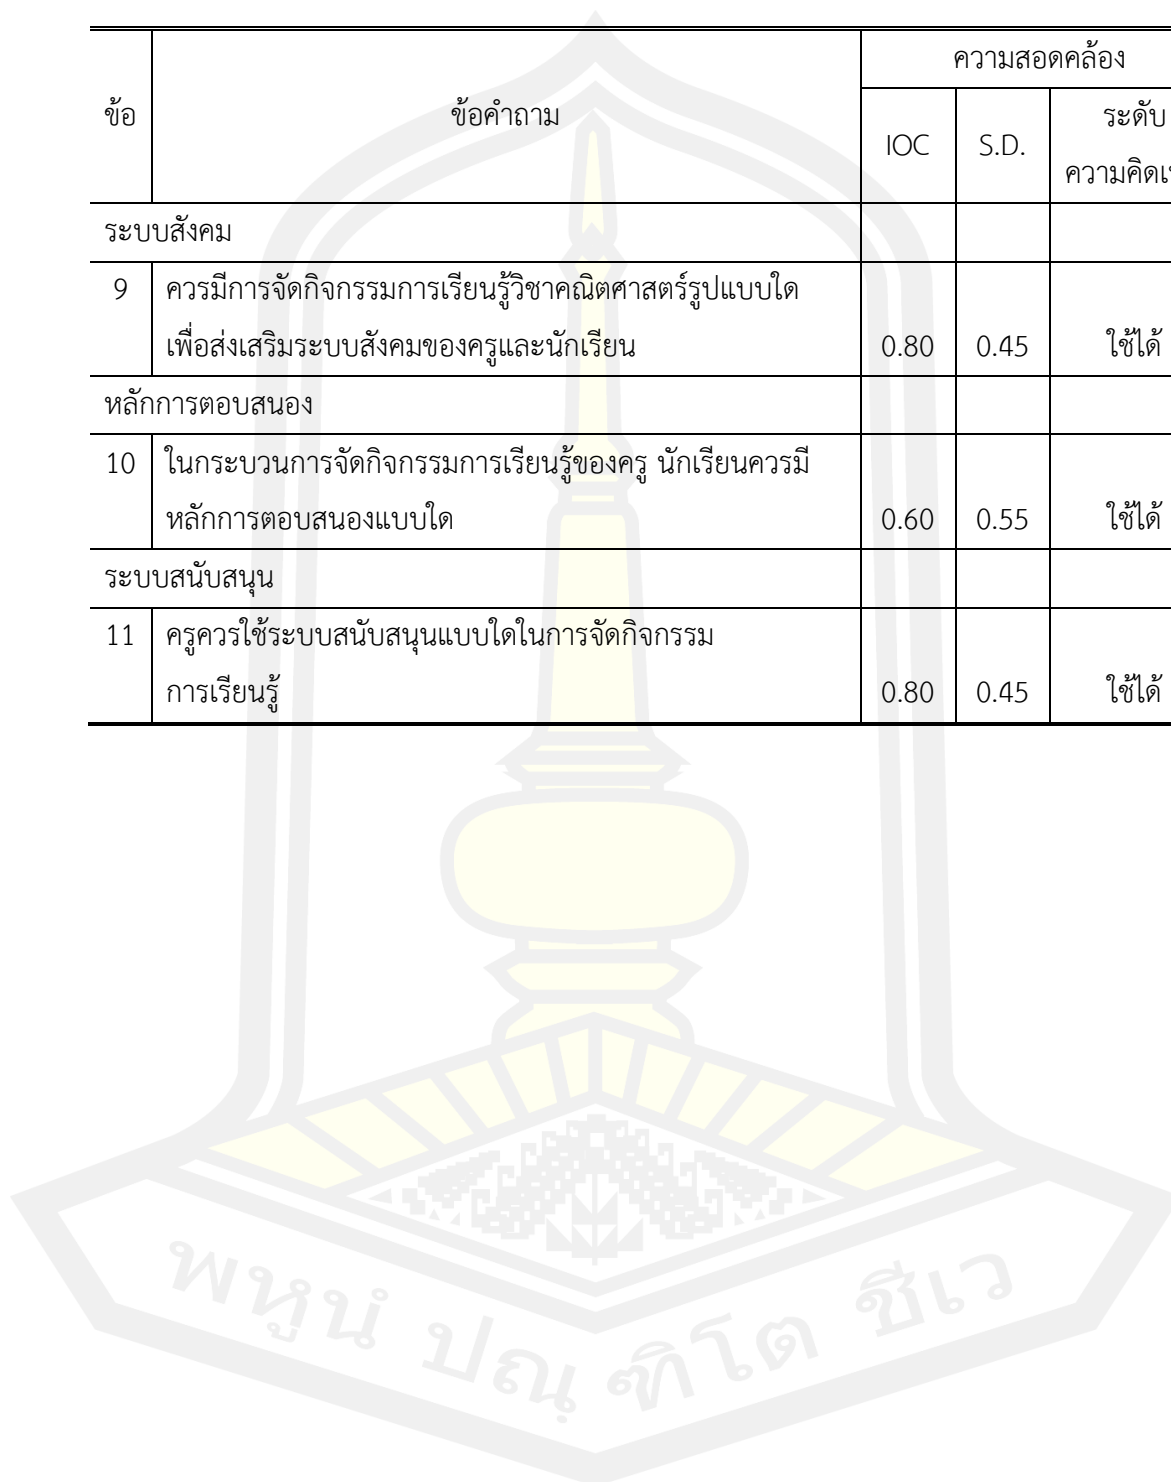 ความสอดคล้อง
ข้อ ข้อคำถาม
IOC S.D. ระดับ
ระบบสังคม
9 ควรมีการจัดกิจกรรมการเรียนรู้วิชาคณิตศาสตร์รูปแบบใด
เพื่อส่งเสริมระบบสังคมของครูและนักเรียน 0.80 0.45 ใช้ได้
หลักการตอบสนอง
10 ในกระบวนการจัดกิจกรรมการเรียนรู้ของครู นักเรียนควรมี
หลักการตอบสนองแบบใด 0.60 0.55 ใช้ได้
ระบบสนับสนุน
11 ครูควรใช้ระบบสนับสนุนแบบใดในการจัดกิจกรรม
การเรียนรู้ 0.80 0.45 ใช้ได้
พหูนํ ปณฺฑิโต ชีเว